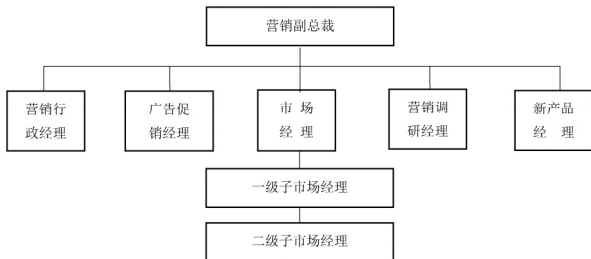 营销副总裁
营销行
政经理
广告促
销经理
市 场
经 理
营销调
研经理
新产品
经 理
一级子市场经理
二级子市场经理